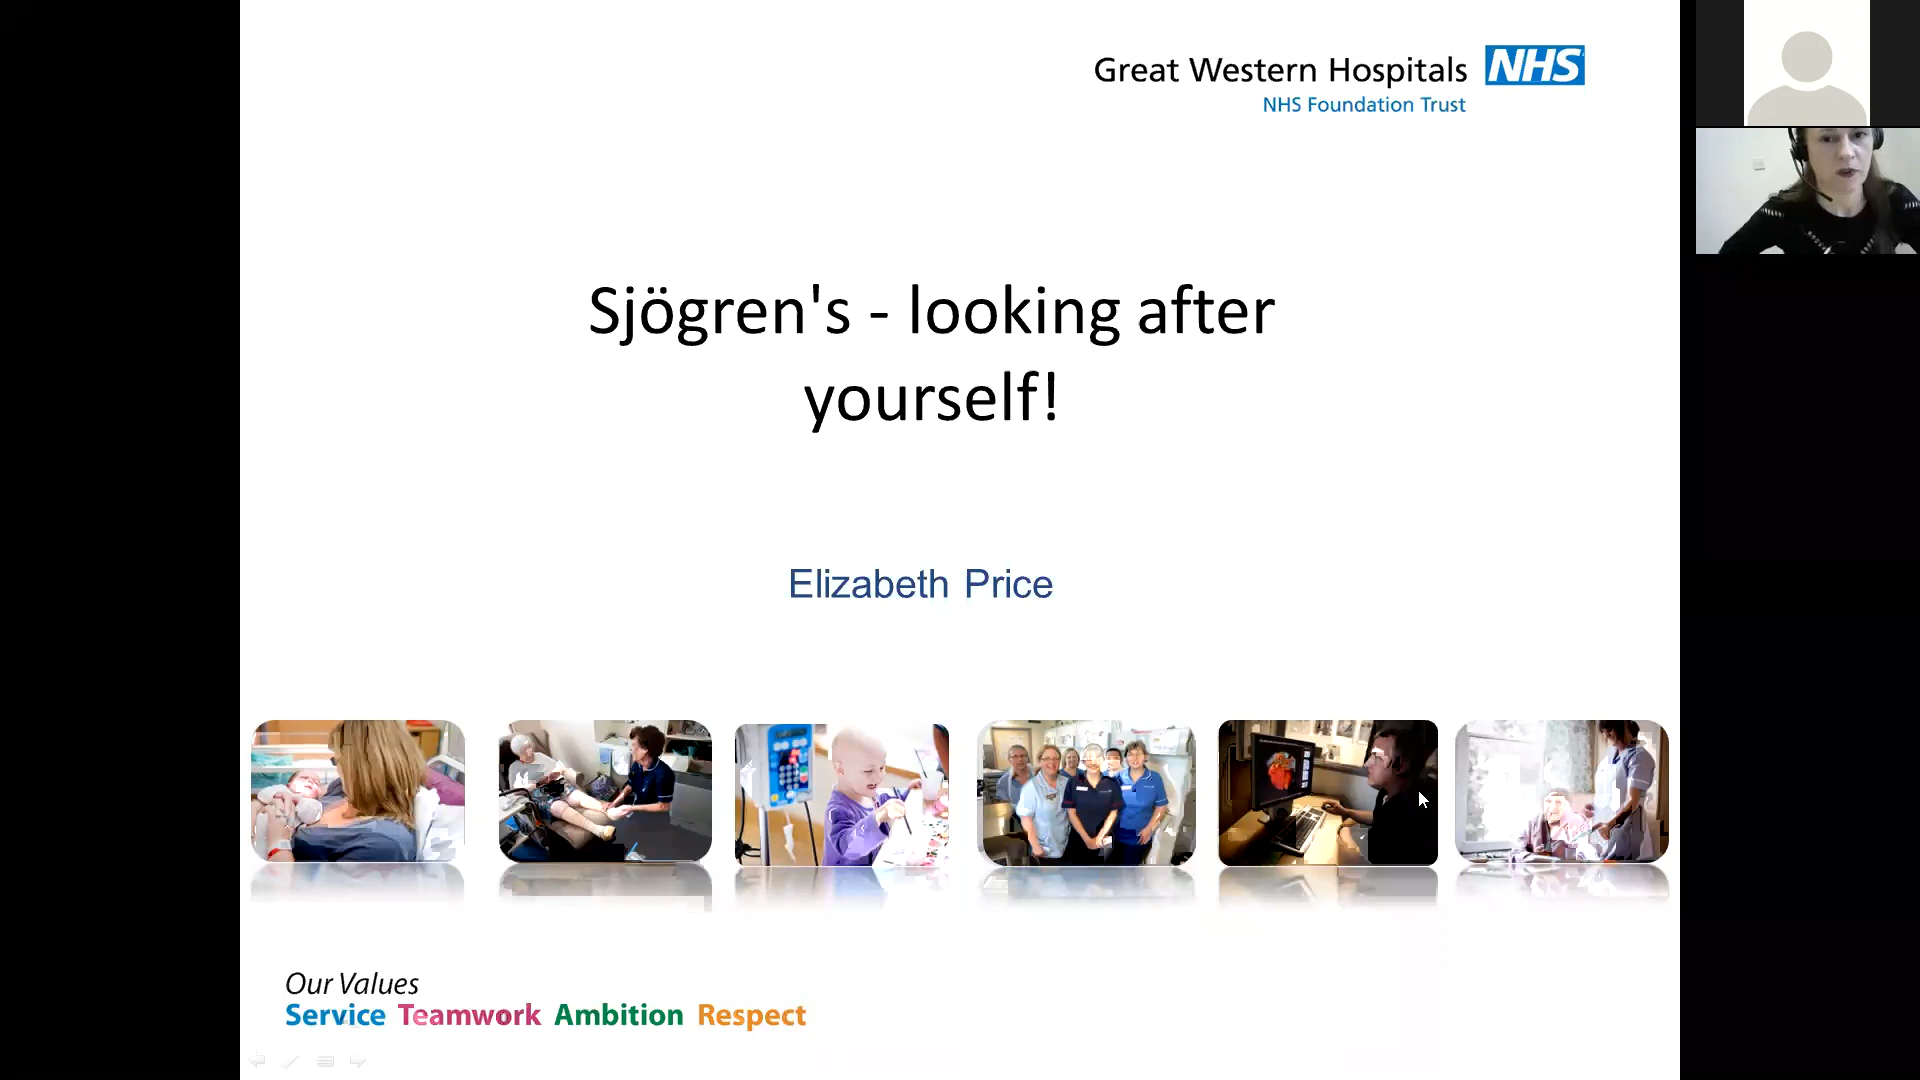 Great Western Hospitals NHS
NHS Foundation Trust
Sjögren's - looking after
yourself!
Elizabeth Price
Our Values
Service Teamwork Ambition Respect